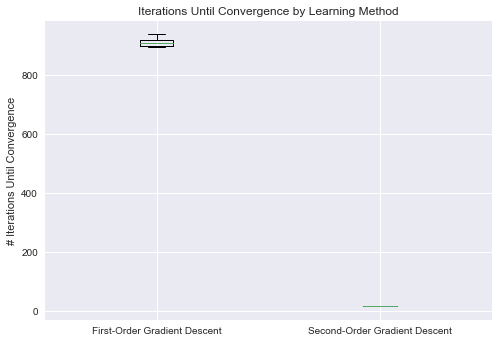 Iterations Until Convergence by Learning Method
# Iterations Until Convergence
800
600
400
200
0
First-Order Gradient Descent
Second-Order Gradient Descent